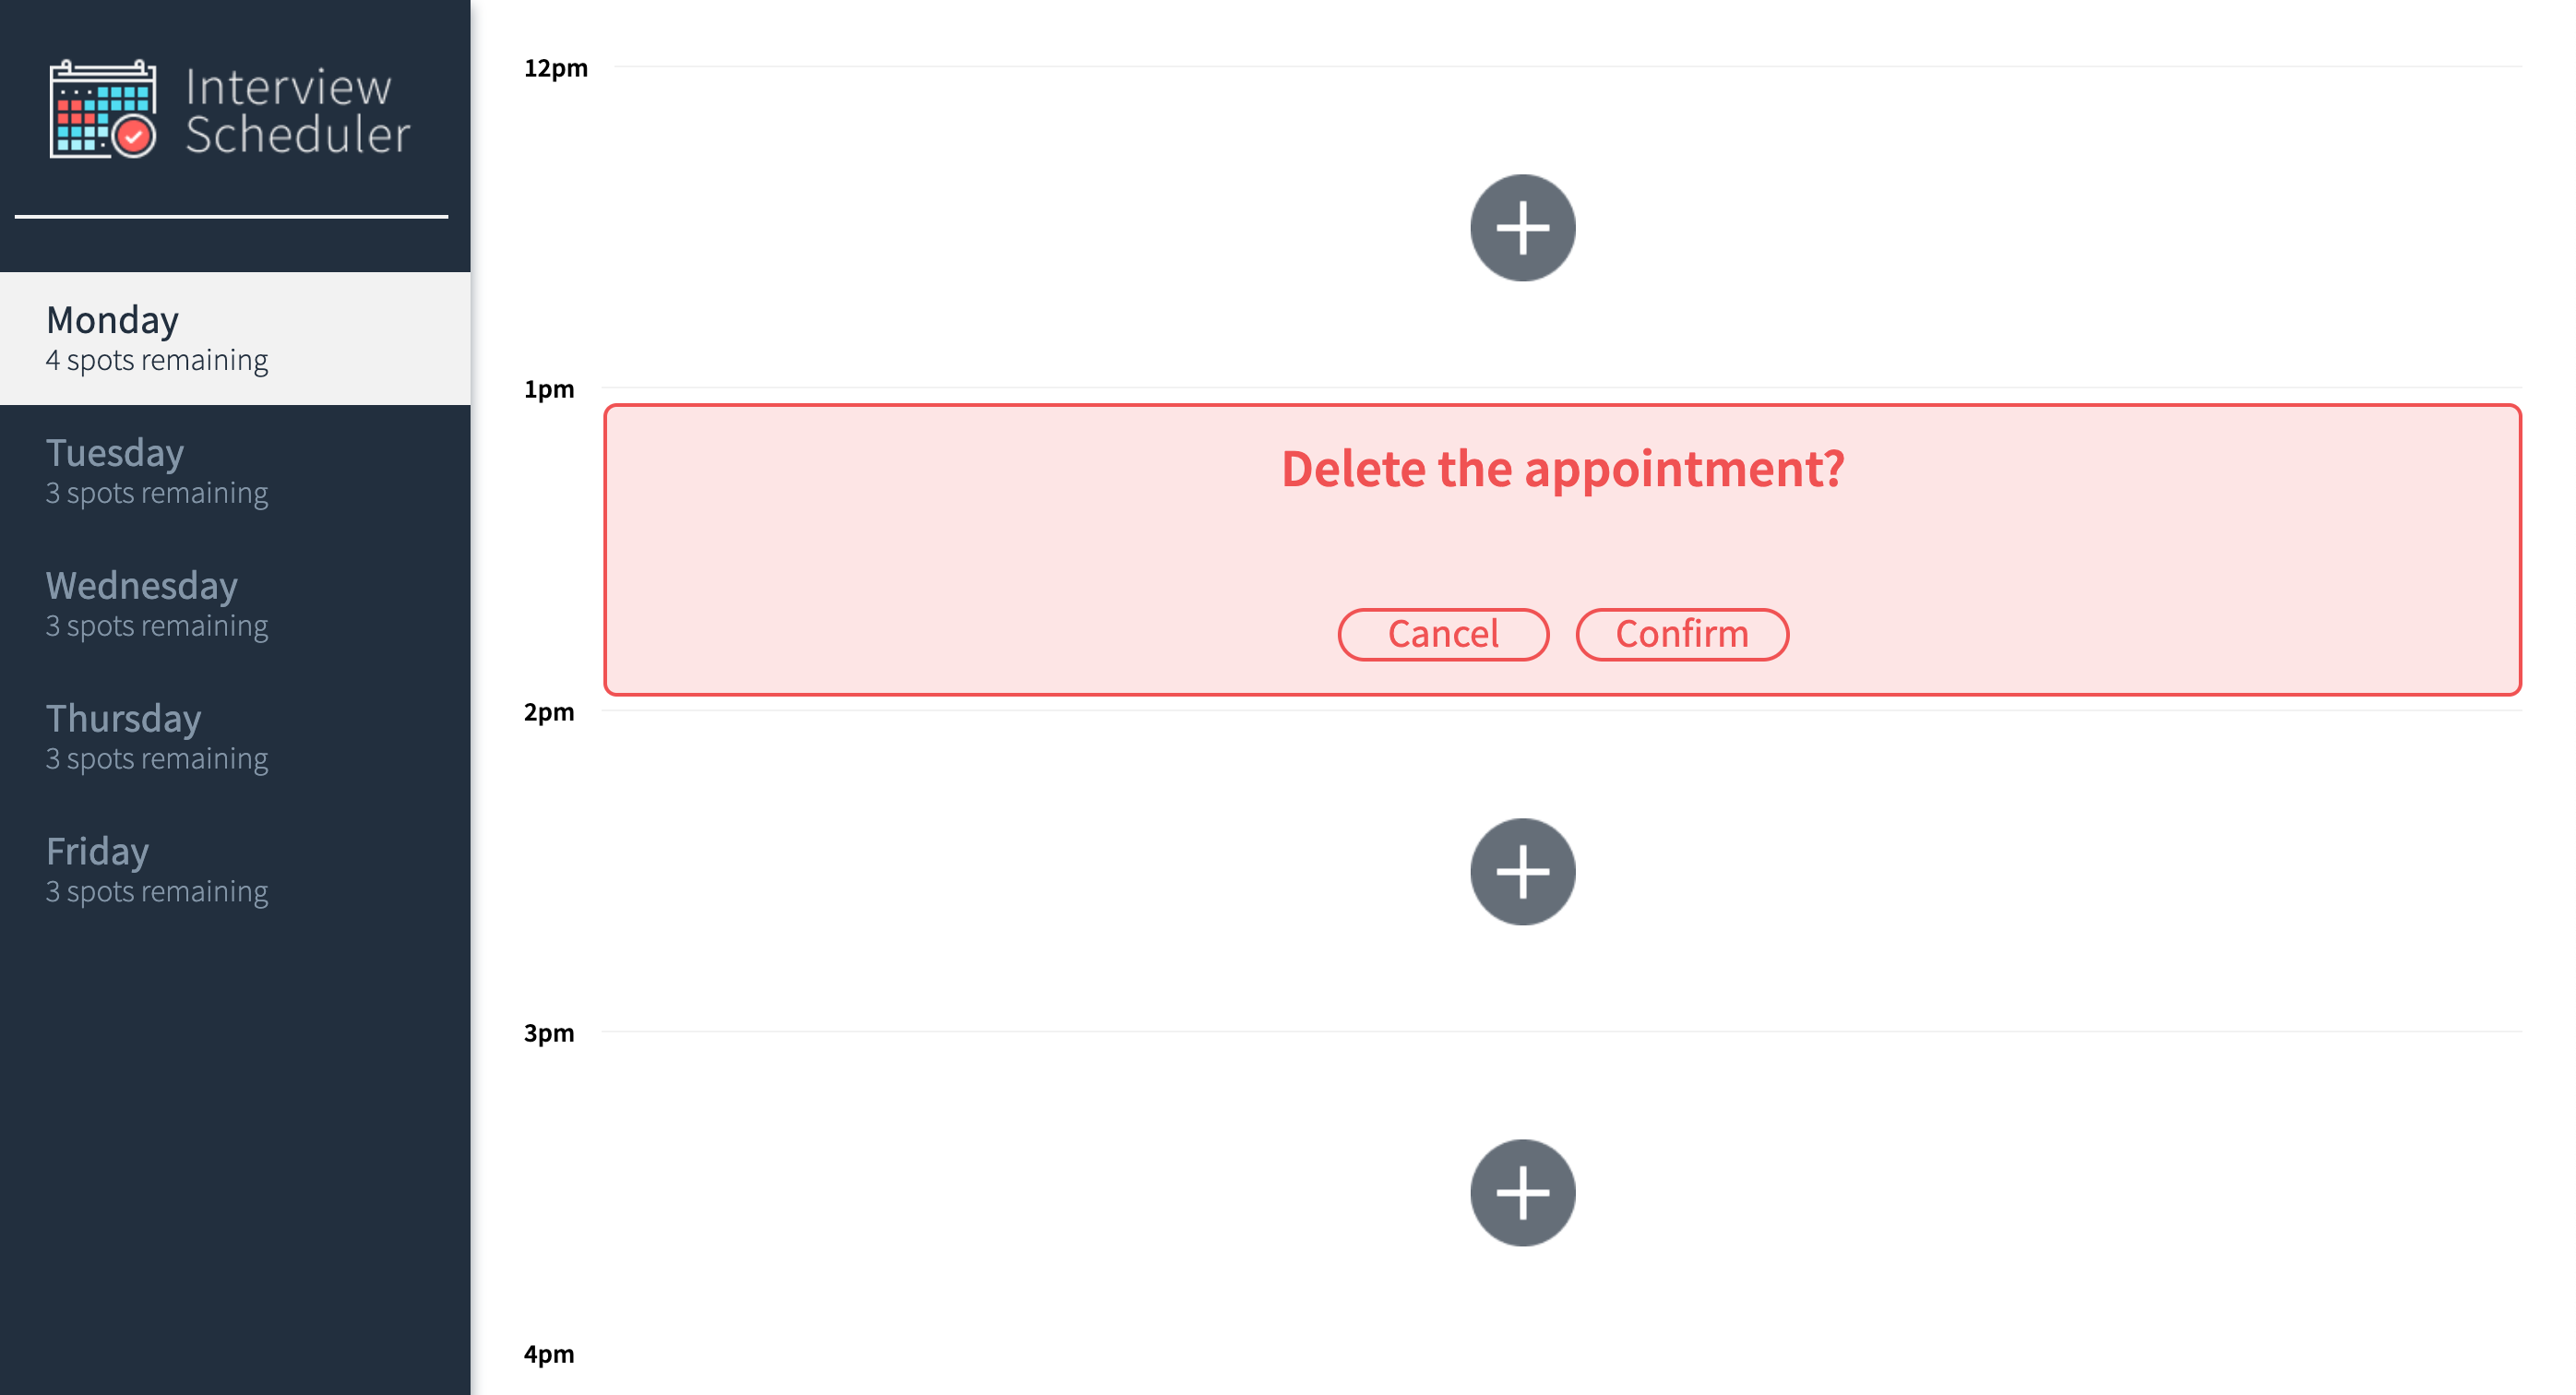 Interview
Scheduler
Monday
4 spots remaining
Tuesday
3 spots remaining
Wednesday
3 spots remaining
Thursday
3 spots remaining
Friday
3 spots remaining
12pm
1pm
Delete the appointment?
Cancel Confirm
2pm
3pm
4pm